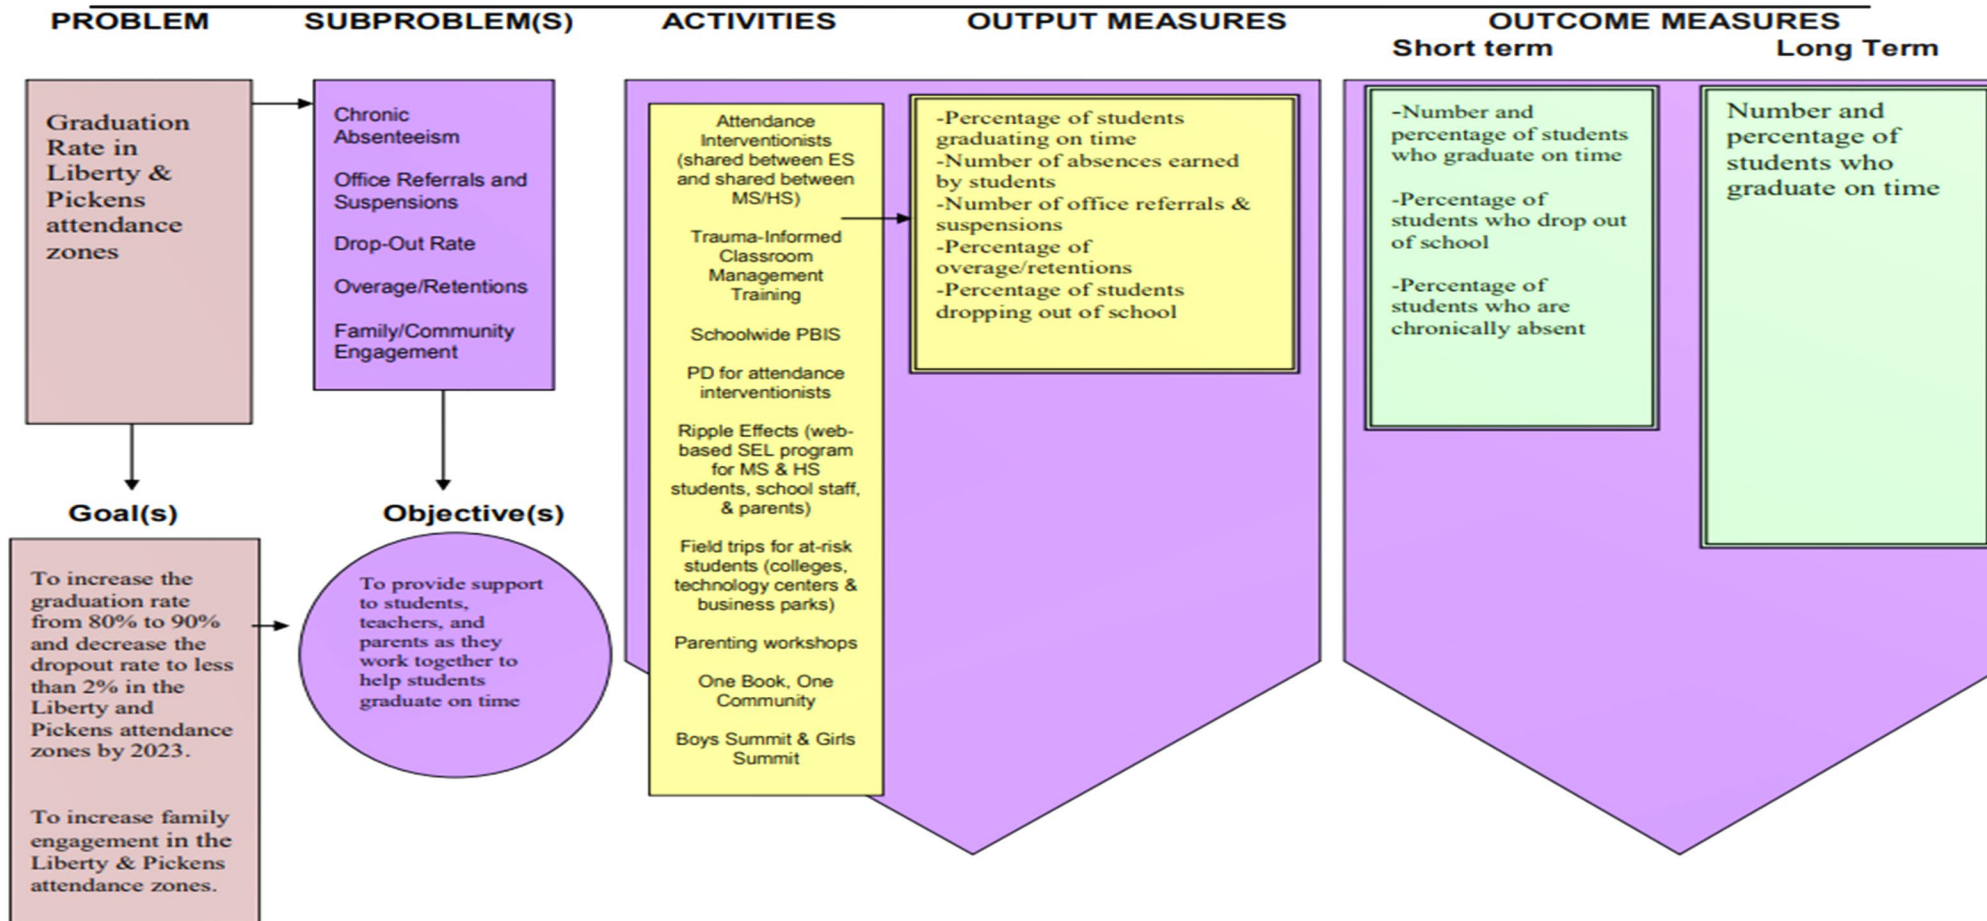 PROBLEM
SUBPROBLEM(S)
ACTIVITIES
OUTPUT MEASURES
OUTCOME MEASURES
Short term
Long Term
Graduation
Rate in
Liberty &
Pickens
attendance
zones
Chronic
Absenteeism
Office Referrals and
Suspensions
Drop-Out Rate
Overage/Retentions
Family/Community
Engagement
Goal(s)
To increase the
graduation rate
from 80% to 90%
and decrease the
dropout rate to less
than 2% in the
Liberty and
Pickens attendance
zones by 2023.
To increase family
engagement in the
Liberty & Pickens
attendance zones.
Objective(s)
To provide support
to students,
teachers, and
parents as they
work together to
help students
graduate on time
Attendance
Interventionists
(shared between ES
and shared between
MS/HS)
Trauma-Informed
Classroom
Management
Training
Schoolwide PBIS
PD for attendance
interventionists
Ripple Effects (web-
based SEL program
for MS & HS
students, school staff,
& parents)
Field trips for at-risk
students (colleges,
technology centers &
business parks)
Parenting workshops
One Book, One
Community
Boys Summit & Girls
Summit
-Percentage of students
graduating on time
-Number of absences earned
by students
-Number of office referrals &
suspensions
-Percentage of
overage/retentions
-Percentage of students
dropping out of school
-Number and
percentage of students
who graduate on time
-Percentage of
students who drop out
of school
-Percentage of
students who are
chronically absent
Number and
percentage of
students who
graduate on time